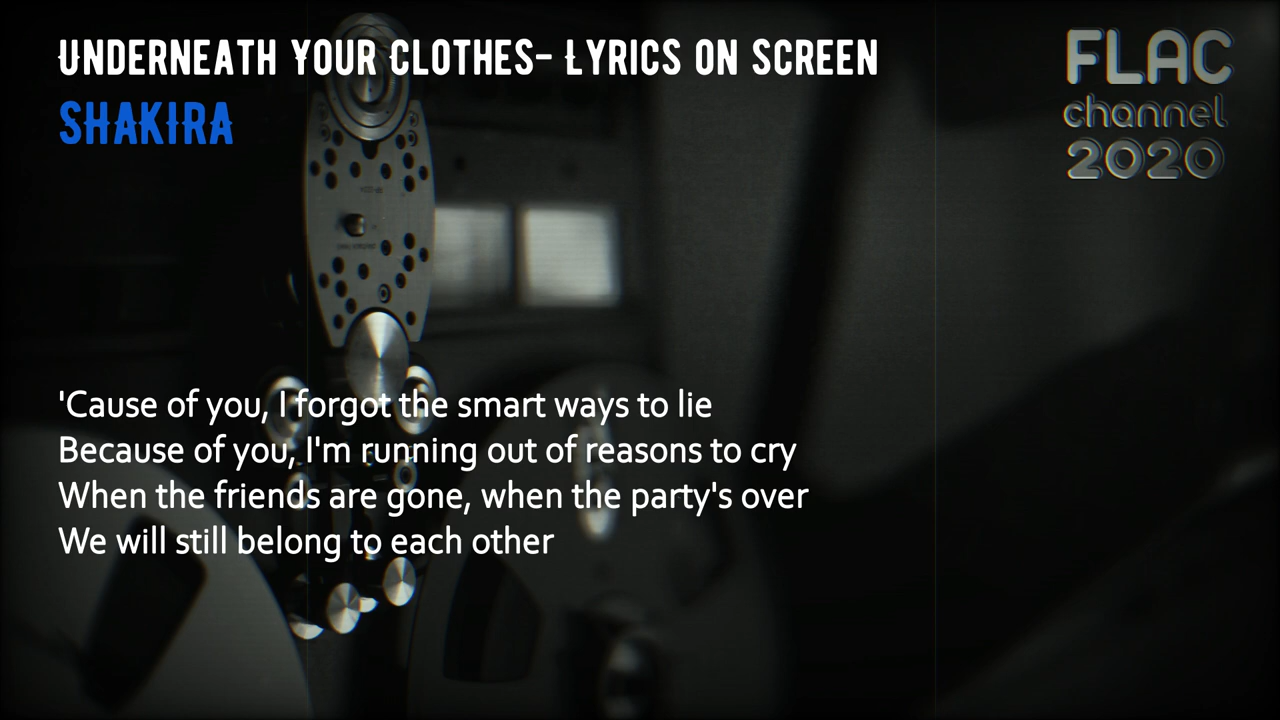 Underneath Your Clothes- Lyrics on Screen
Shakira
FLAC
channel
2020
'Cause of you, I forgot the smart ways to lie
Because of you, I'm running out of reasons to cry
When the friends are gone, when the party's over
We will still belong to each other